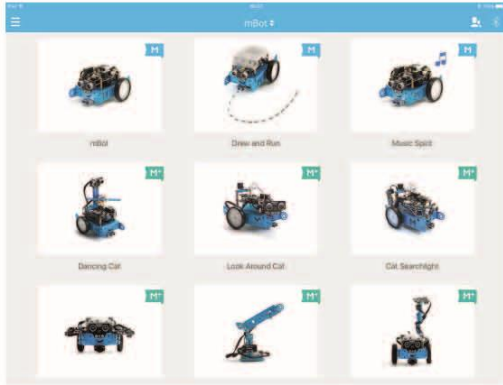 mBot
M
M
M
mBot
Draw and Run
Music Spirit
M+
M+
M+
Dancing Cat
Look Around Cat
Cat Searchlight
M+
M+
M+